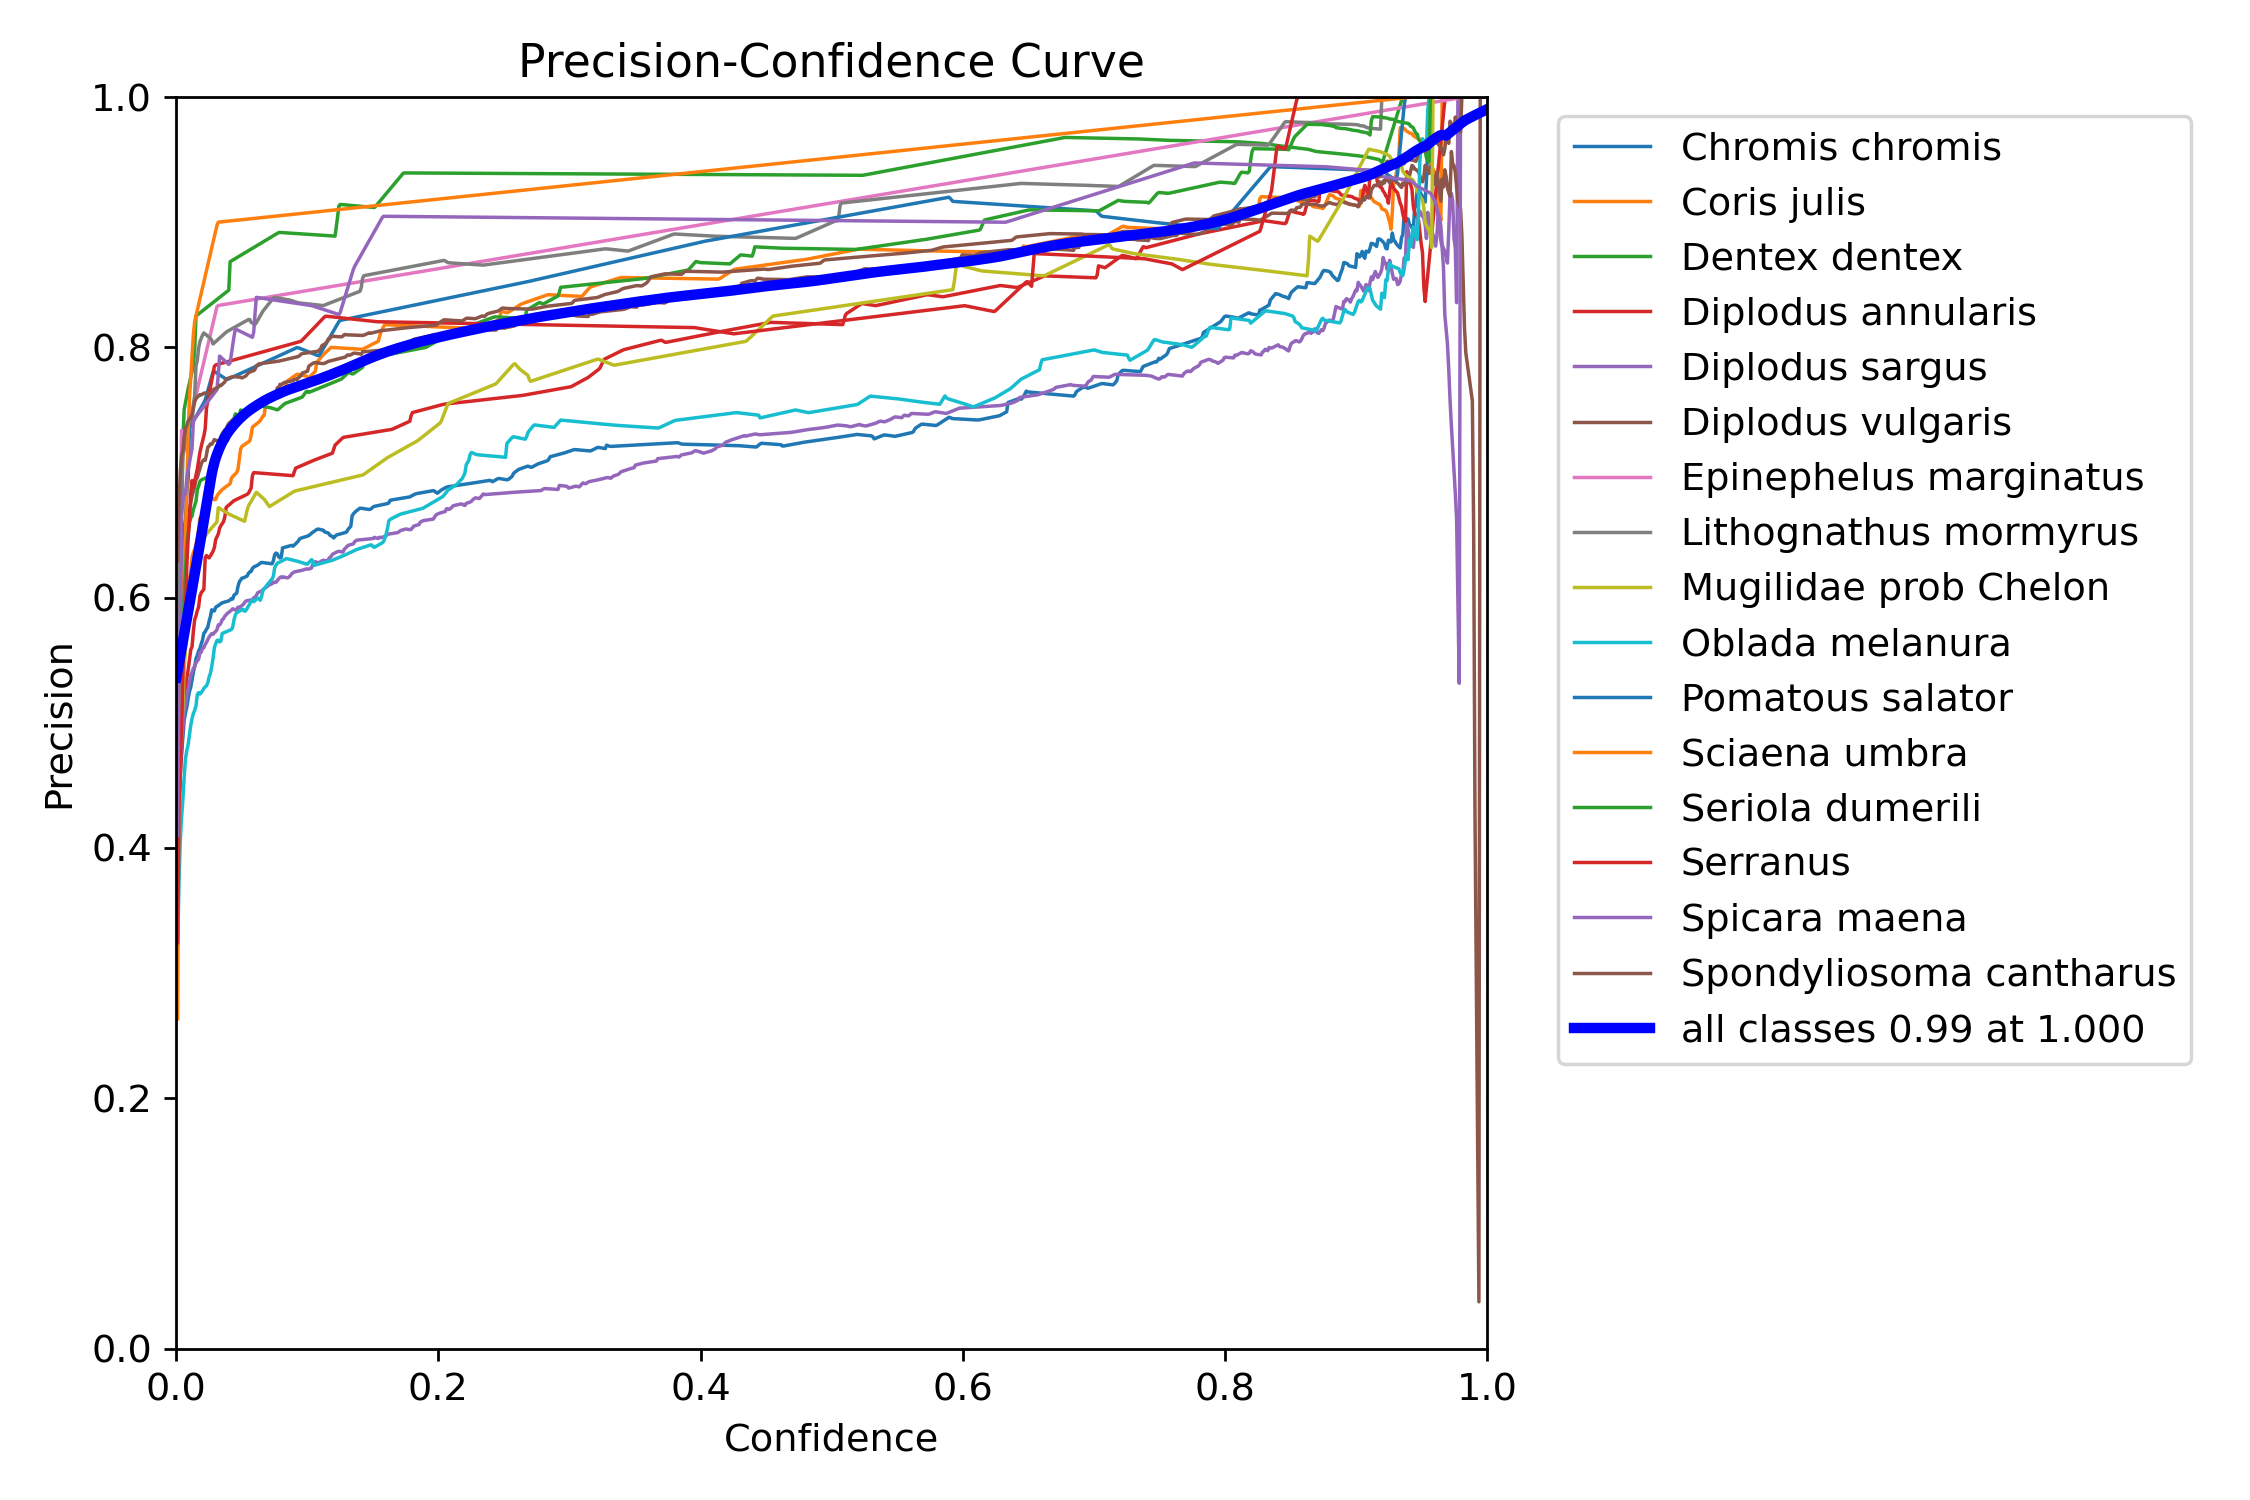 Precision-Confidence Curve
1.0
0.8
0.6
0.4
0.2
0.0
Precision
0.0 0.2 0.4 0.6 0.8 1.0
Confidence
Chromis chromis
Coris julis
Dentex dentex
Diplodus annularis
Diplodus sargus
Diplodus vulgaris
Epinephelus marginatus
Lithognathus mormyrus
Mugilidae prob Chelon
Oblada melanura
Pomatous salator
Sciaena umbra
Seriola dumerili
Serranus
Spicara maena
Spondyliosoma cantharus
all classes 0.99 at 1.000